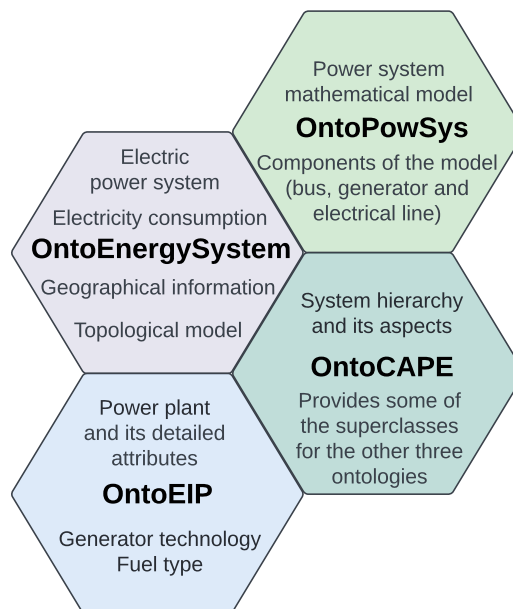 Power system
mathematical model
OntoPowSys
Components of the model
(bus, generator and
electrical line)
Electric
power system
Electricity consumption
OntoEnergySystem
Geographical information
Topological model
System hierarchy
and its aspects
OntoCAPE
Provides some of
the superclasses
for the other three
ontologies
Power plant
and its detailed
attributes
OntoEIP
Generator technology
Fuel type